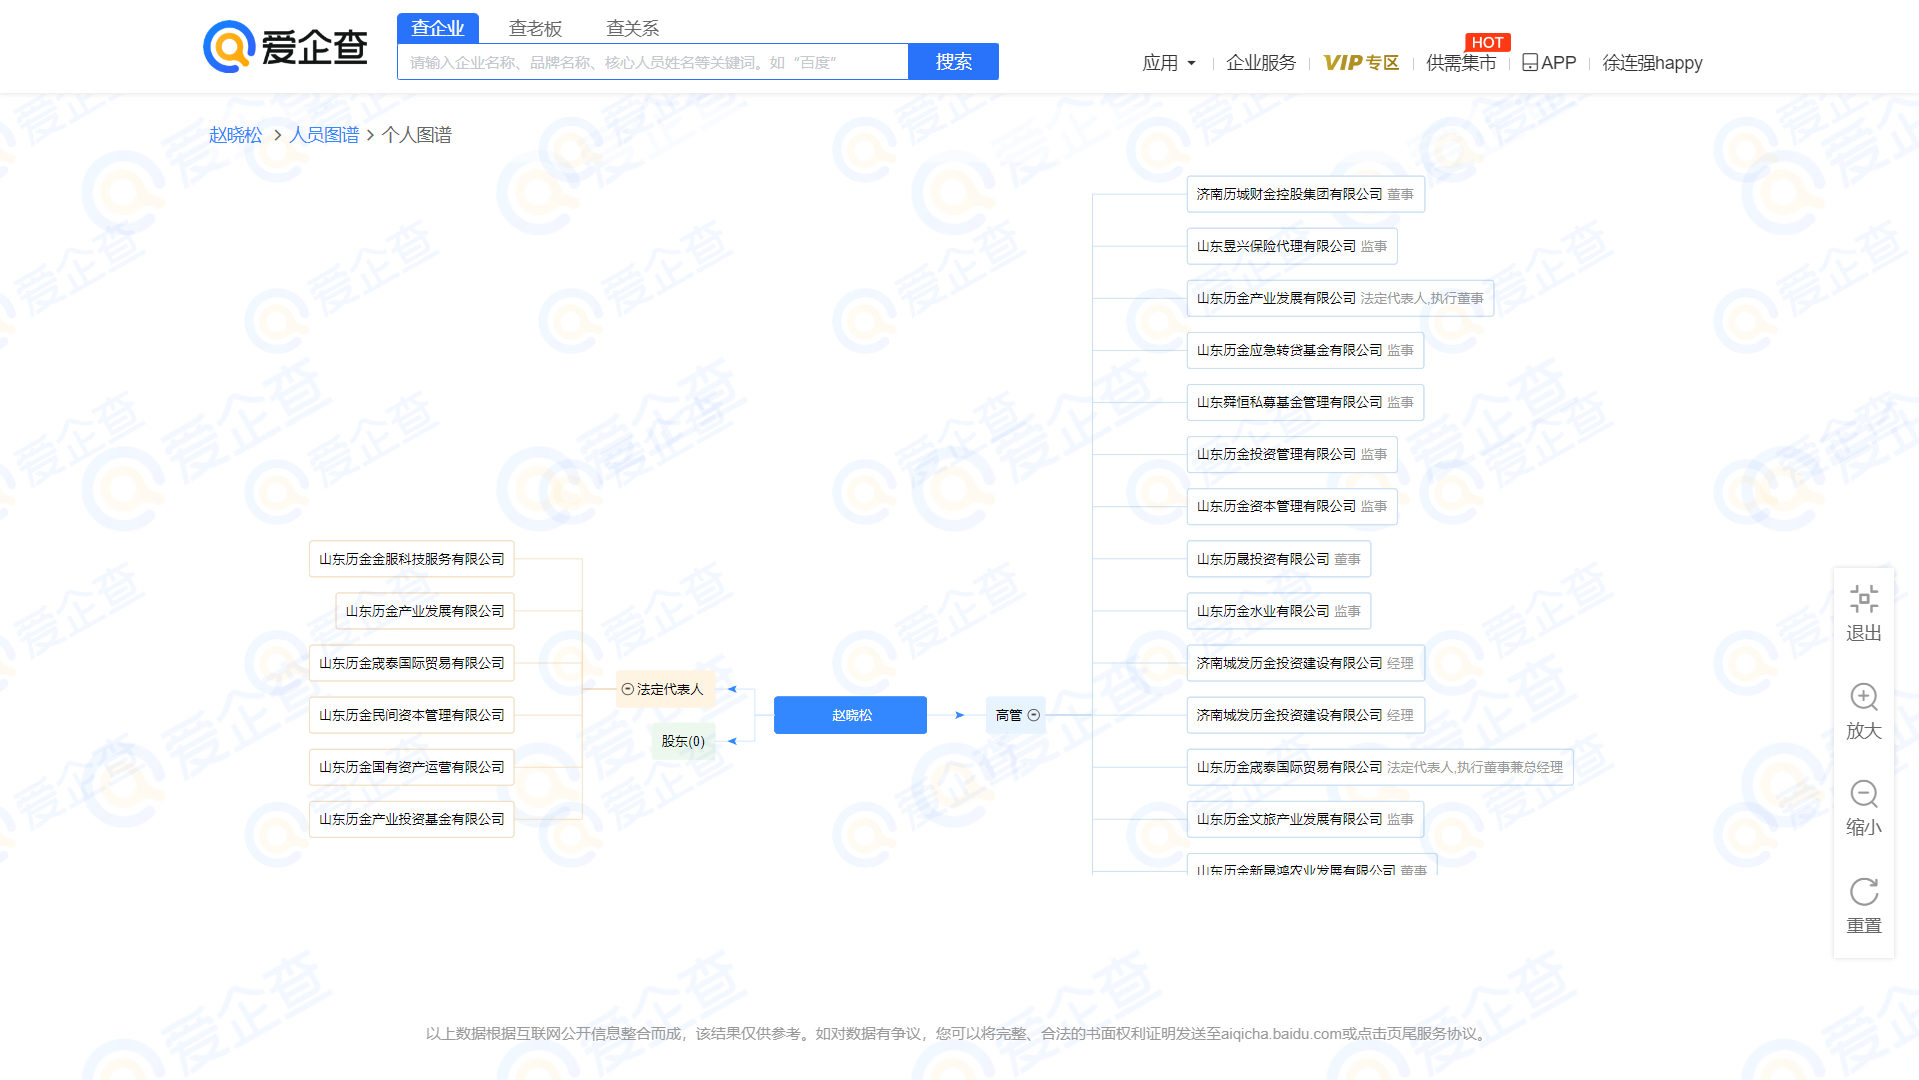 爱企查
查企业 查老板 查关系
请输入企业名称、品牌名称、核心人员姓名等关键词。如“百度” 搜索
应用 企业服务 VIP专区 供需集市 HOT APP 徐连强happy
赵晓松 > 人员图谱 > 个人图谱
济南历城财金控股集团有限公司 董事
山东昱兴保险代理有限公司 监事
山东历金产业发展有限公司 法定代表人,执行董事
山东历金应急转贷基金有限公司 监事
山东舜恒私募基金管理有限公司 监事
山东历金投资管理有限公司 监事
山东历金资本管理有限公司 监事
山东历晟投资有限公司 董事
山东历金水业有限公司 监事
济南城发历金投资建设有限公司 经理
济南城发历金投资建设有限公司 经理
山东历金宬泰国际贸易有限公司 法定代表人,执行董事兼总经理
山东历金文旅产业发展有限公司 监事
山东历金新晟鸿农业发展有限公司 董事
山东历金金服科技服务有限公司
山东历金产业发展有限公司
山东历金宬泰国际贸易有限公司
山东历金民间资本管理有限公司
山东历金国有资产运营有限公司
山东历金产业投资基金有限公司
法定代表人
股东(0)
赵晓松
高管
退出
放大
缩小
重置
以上数据根据互联网公开信息整合而成，该结果仅供参考。如对数据有争议，您可以将完整、合法的书面权利证明发送至aiqicha.baidu.com或点击页尾服务协议。